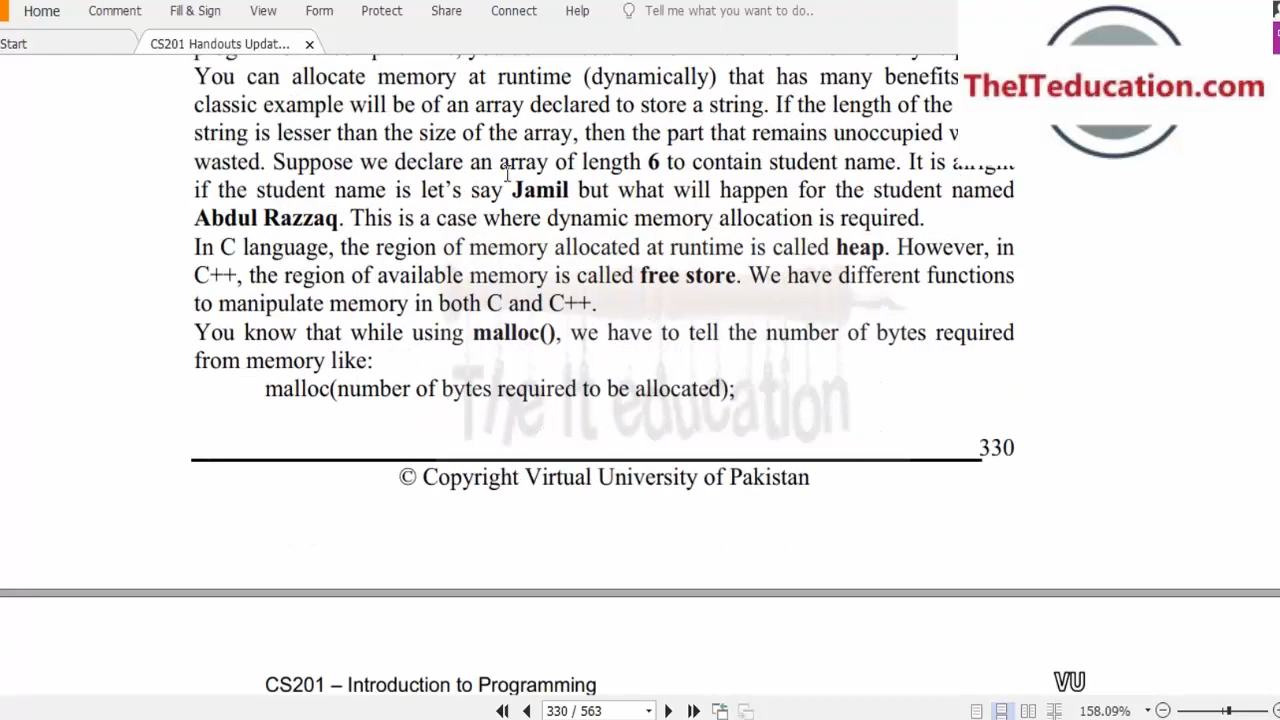 Home Comment Fill & Sign View Form Protect Share Connect Help Tell me what you want to do..
Start CS201 Handouts Updat... ×
TheITeducation.com
You can allocate memory at runtime (dynamically) that has many benefits
classic example will be of an array declared to store a string. If the length of the
string is lesser than the size of the array, then the part that remains unoccupied
wasted. Suppose we declare an array of length 6 to contain student name. It is
if the student name is let’s say Jamil but what will happen for the student named
Abdul Razzaq. This is a case where dynamic memory allocation is required.
In C language, the region of memory allocated at runtime is called heap. However, in
C++, the region of available memory is called free store. We have different functions
to manipulate memory in both C and C++.
You know that while using malloc(), we have to tell the number of bytes required
from memory like:
malloc(number of bytes required to be allocated);
The It education
330
© Copyright Virtual University of Pakistan
CS201 – Introduction to Programming VU
330 / 563 158.09%